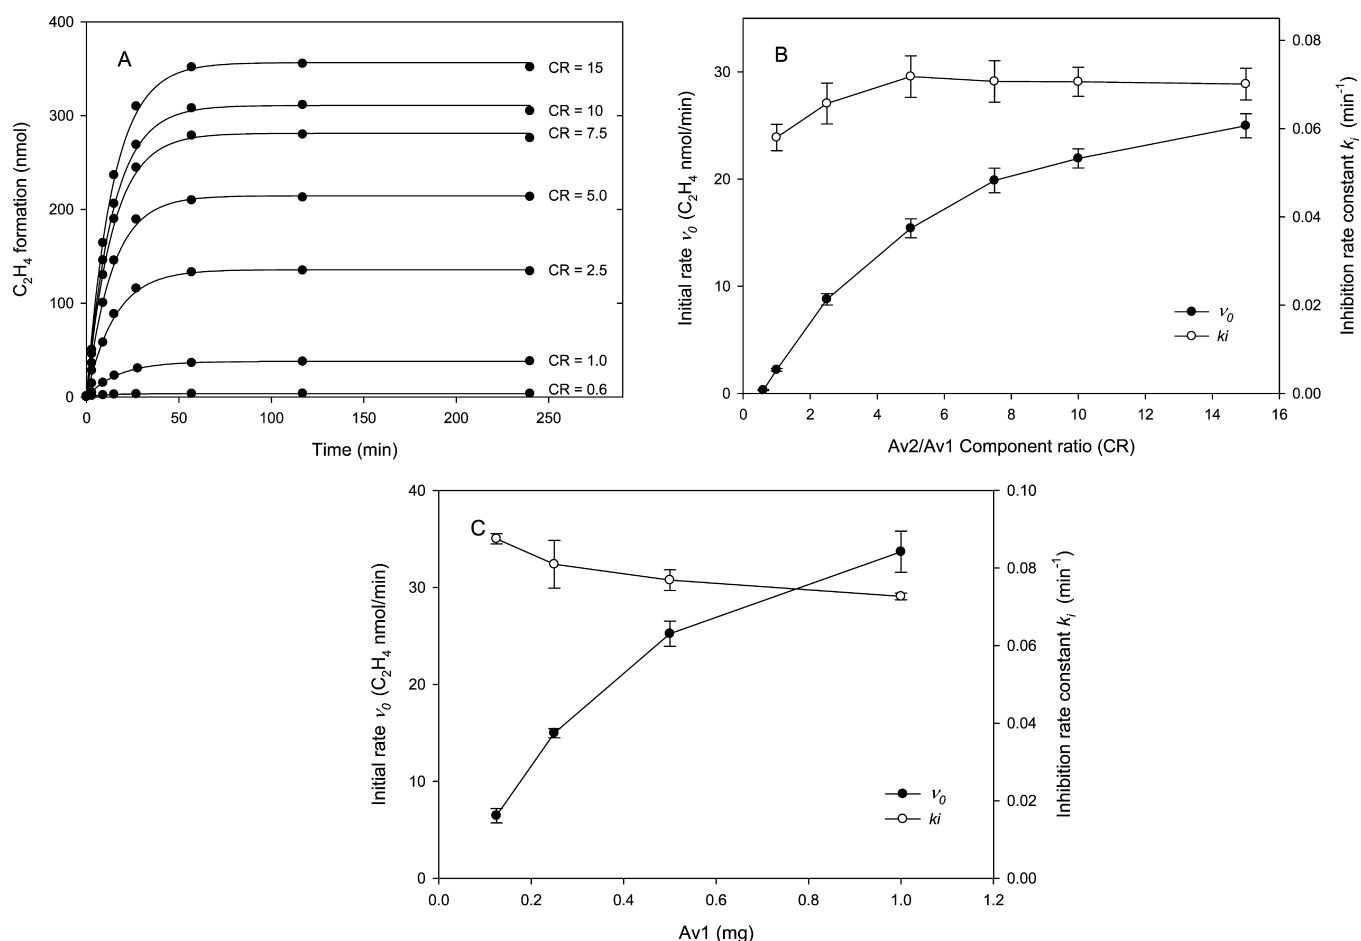 A
C2H4 formation (nmol)
400
300
200
100
0
0 50 100 150 200 250
Time (min)
CR = 15
CR = 10
CR = 7.5
CR = 5.0
CR = 2.5
CR = 1.0
CR = 0.6
B
Initial rate ν0 (C2H4 nmol/min)
30
20
10
0
0 2 4 6 8 10 12 14 16
Av2/Av1 Component ratio (CR)
0.08
0.06
0.04
0.02
0.00
Inhibition rate constant ki (min-1)
ν0
ki
C
Initial rate ν0 (C2H4 nmol/min)
40
30
20
10
0
0.0 0.2 0.4 0.6 0.8 1.0 1.2
Av1 (mg)
0.10
0.08
0.06
0.04
0.02
0.00
Inhibition rate constant ki (min-1)
ν0
ki